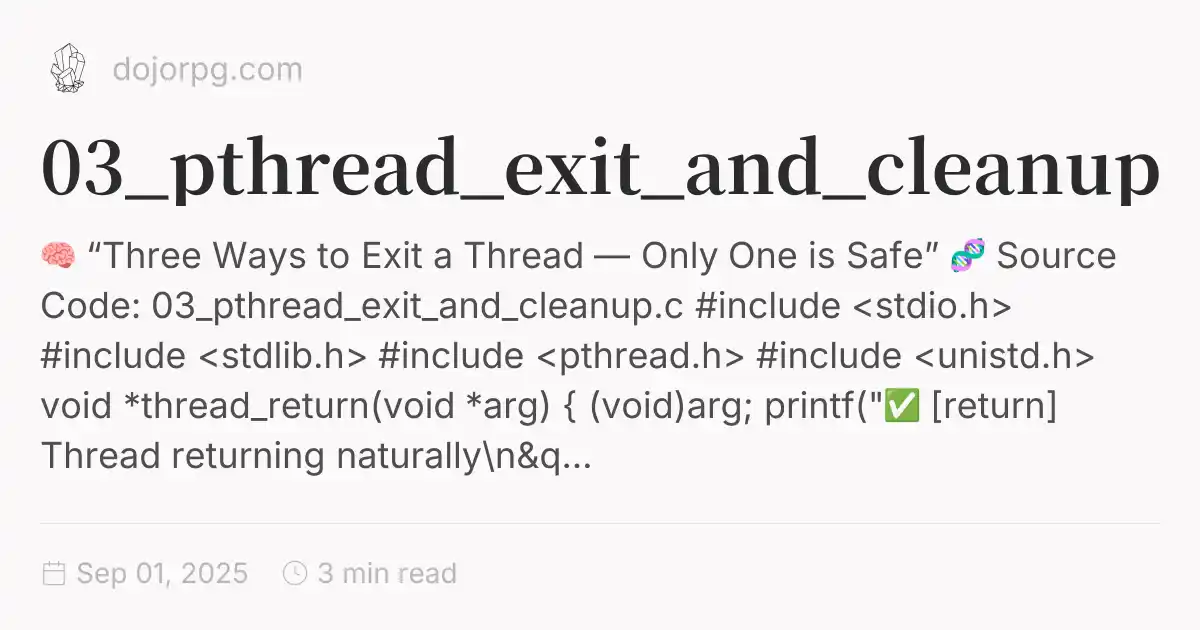 dojorpg.com
03_pthread_exit_and_cleanup
🧠 “Three Ways to Exit a Thread — Only One is Safe” 🧬 Source
Code: 03_pthread_exit_and_cleanup.c #include <stdio.h>
#include <stdlib.h> #include <pthread.h> #include <unistd.h>
void *thread_return(void *arg) { (void)arg; printf("✅ [return]
Thread returning naturally\n&q...
Sep 01, 2025 3 min read